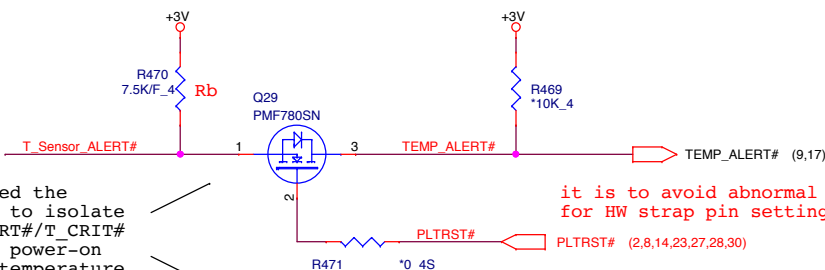 +3V
+3V
R470
7.5K/F_4
Rb
Q29
PMF780SN
R469
*10K_4
T_Sensor_ALERT#
1
3
TEMP_ALERT#
TEMP_ALERT# (9,17)
2
ed the
to isolate
RT#/T_CRIT#
power-on
temperature
it is to avoid abnormal
for HW strap pin setting
PLTRST#
PLTRST# (2,8,14,23,27,28,30)
R471
*0_4S